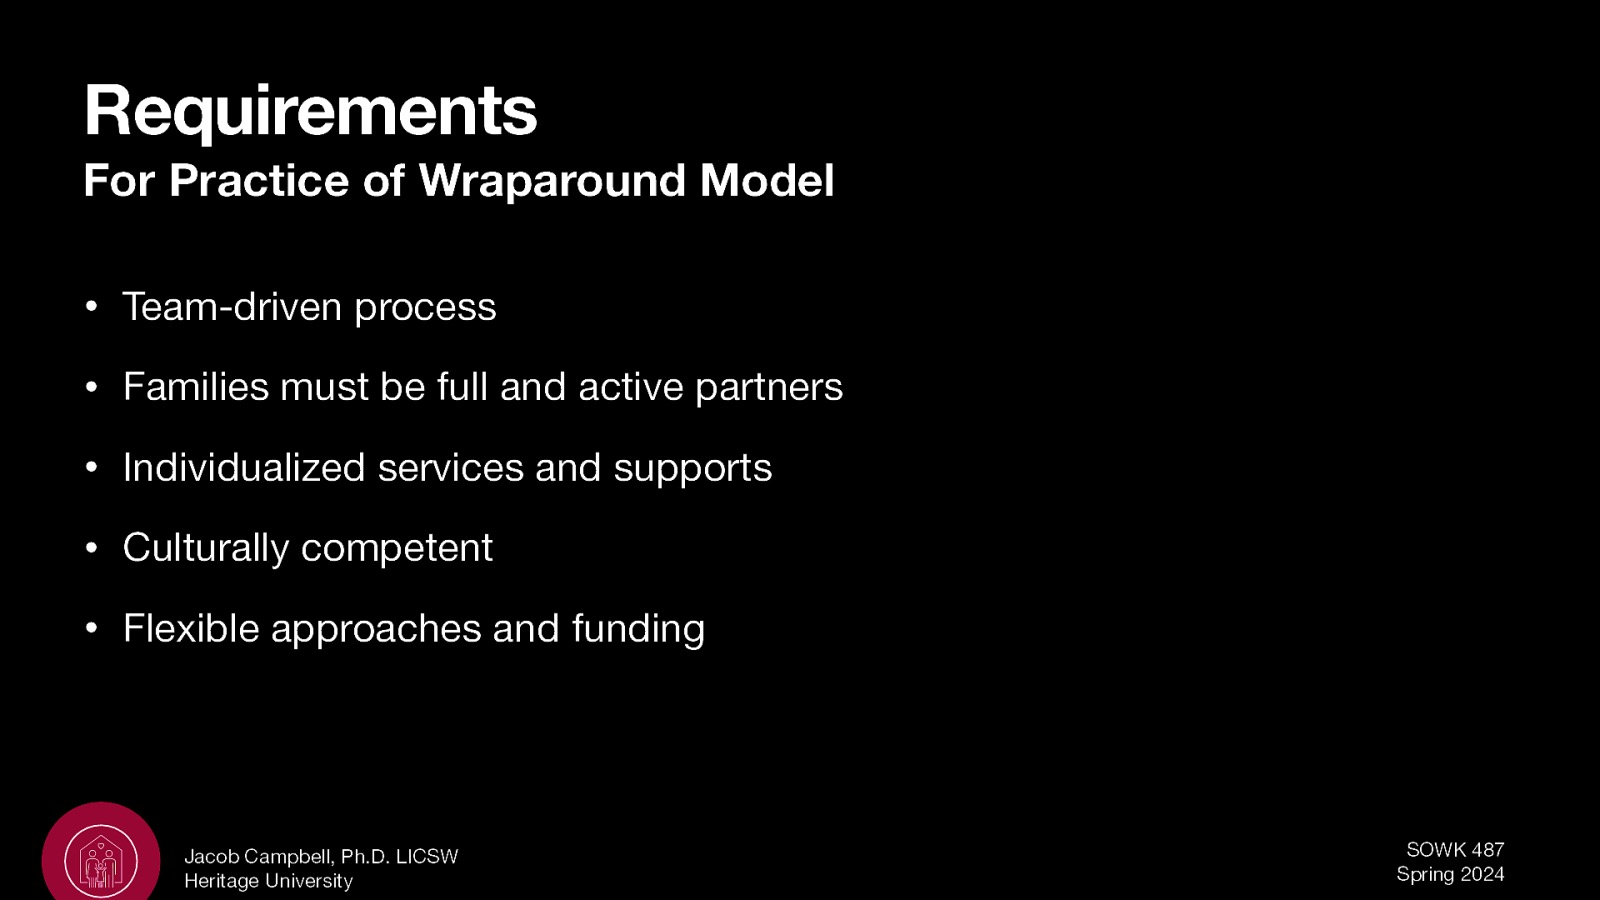 Requirements
For Practice of Wraparound Model
• Team-driven process
• Families must be full and active partners
• Individualized services and supports
• Culturally competent
• Flexible approaches and funding
Jacob Campbell, Ph.D. LICSW
Heritage University
SOWK 487
Spring 2024